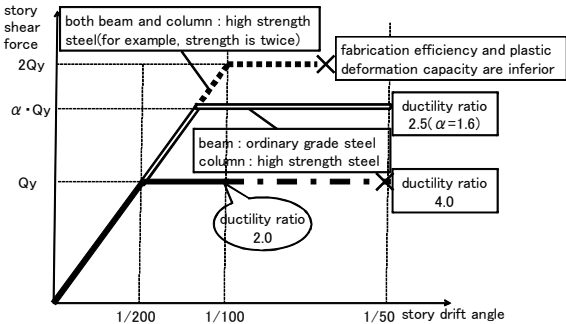 story
shear
force
both beam and column : high strength
steel(for example, strength is twice)
fabrication efficiency and plastic
deformation capacity are inferior
2Qy
α・Qy
ductility ratio
2.5(α=1.6)
beam : ordinary grade steel
column : high strength steel
Qy
ductility ratio
4.0
ductility ratio
2.0
1/200
1/100
1/50
story drift angle